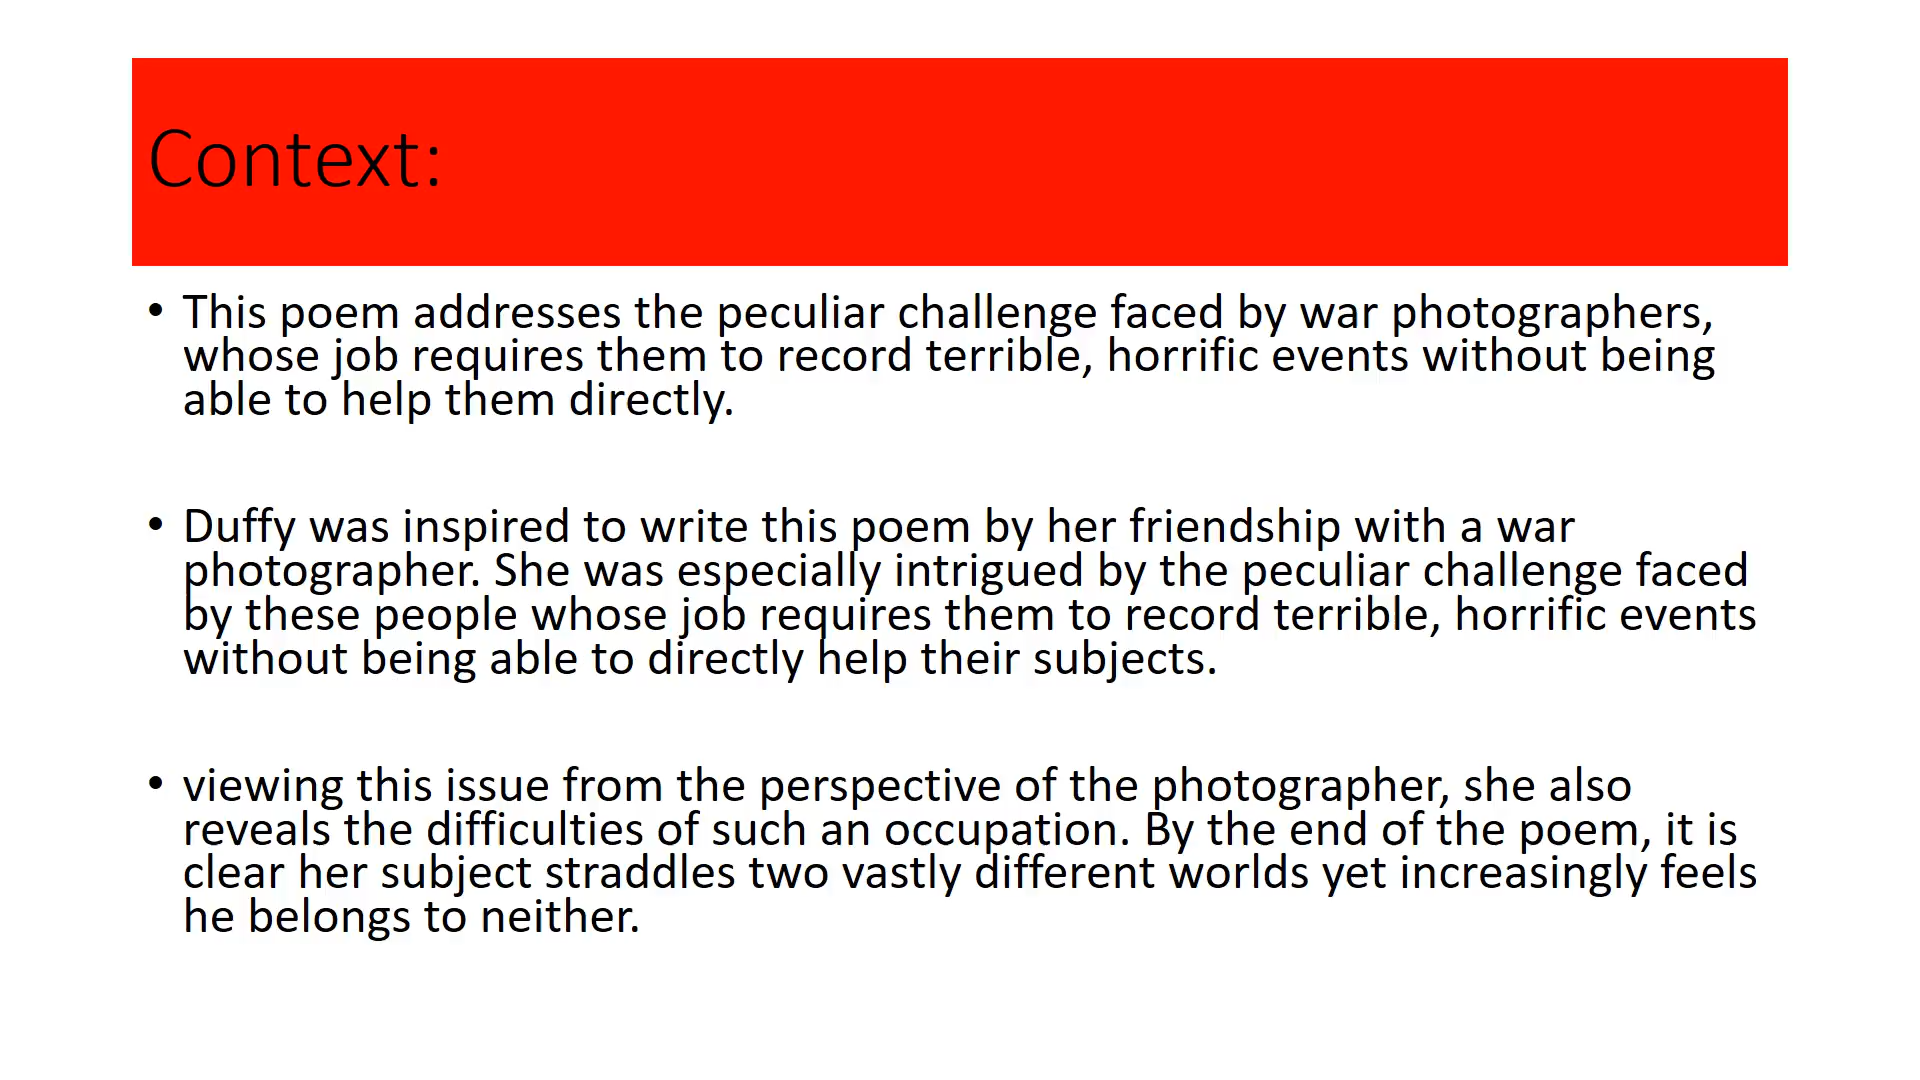 Context:
• This poem addresses the peculiar challenge faced by war photographers,
whose job requires them to record terrible, horrific events without being
able to help them directly.
• Duffy was inspired to write this poem by her friendship with a war
photographer. She was especially intrigued by the peculiar challenge faced
by these people whose job requires them to record terrible, horrific events
without being able to directly help their subjects.
• viewing this issue from the perspective of the photographer, she also
reveals the difficulties of such an occupation. By the end of the poem, it is
clear her subject straddles two vastly different worlds yet increasingly feels
he belongs to neither.